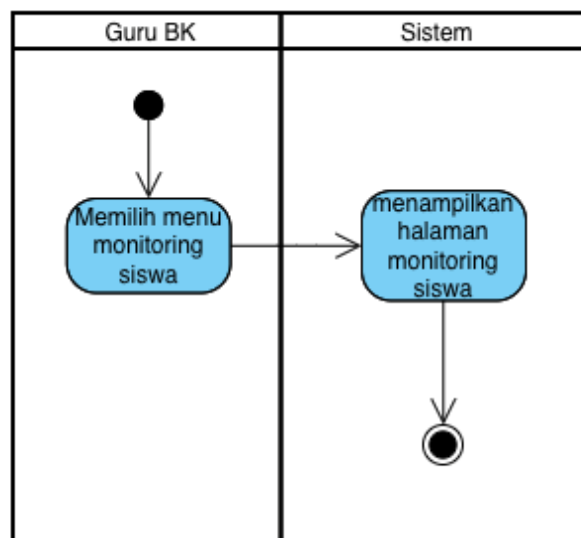 Guru BK
Sistem
Memilih menu
monitoring
siswa
menampilkan
halaman
monitoring
siswa